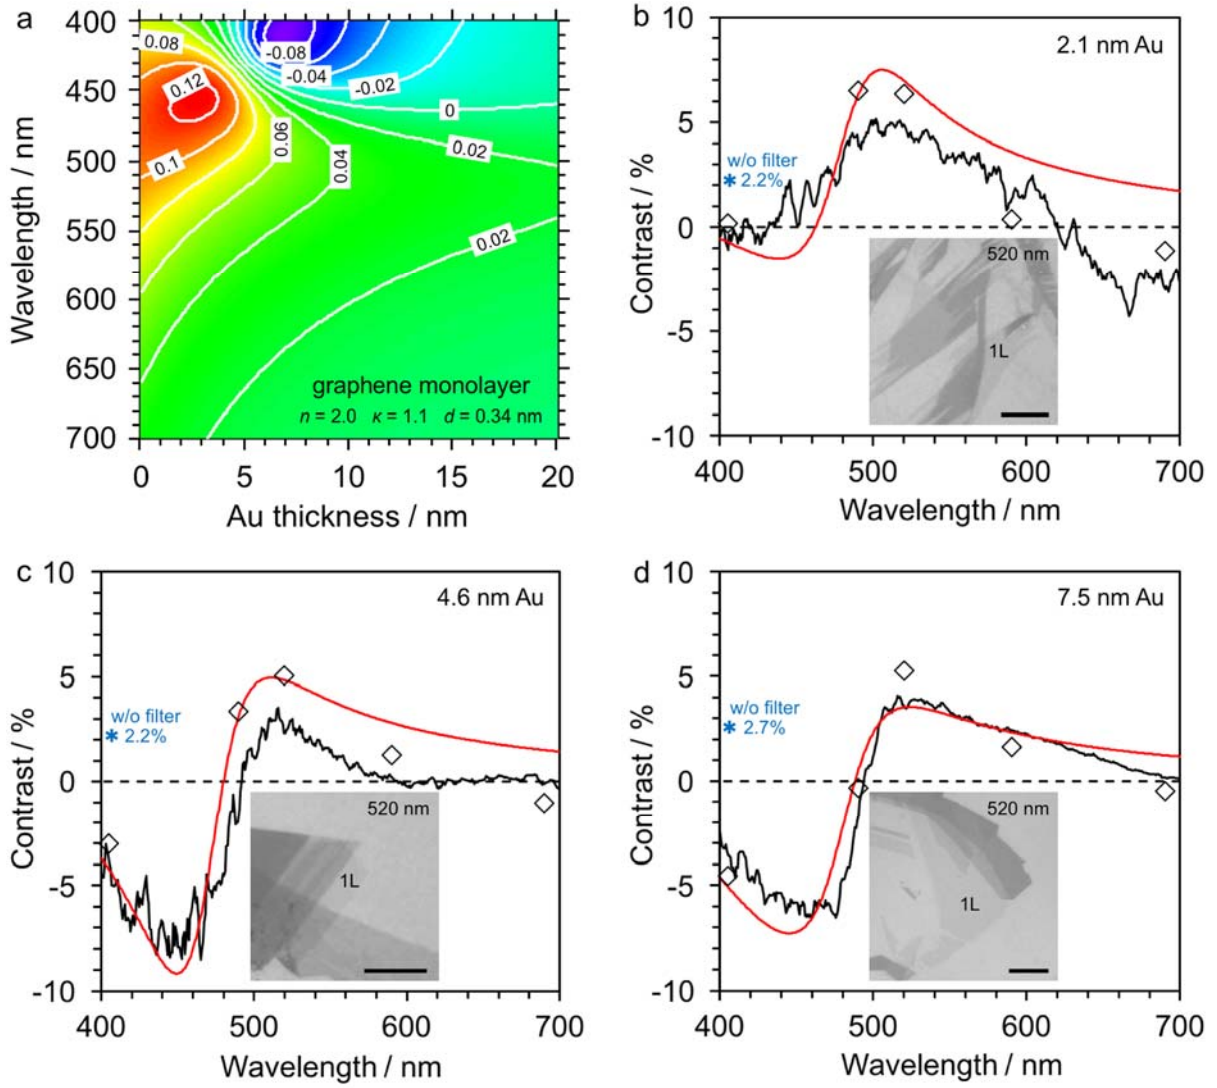 a
400
450
500
550
600
650
700
Wavelength / nm
0.08
0.12
0.1
0.06
0.04
-0.08
-0.04
-0.02
0
0.02
0.02
graphene monolayer
n = 2.0 κ = 1.1 d = 0.34 nm
0 5 10 15 20
Au thickness / nm
b
10
5
0
-5
-10
Contrast / %
2.1 nm Au
w/o filter
* 2.2%
520 nm
1L
400 500 600 700
Wavelength / nm
c
10
5
0
-5
-10
Contrast / %
4.6 nm Au
w/o filter
* 2.2%
520 nm
1L
400 500 600 700
Wavelength / nm
d
10
5
0
-5
-10
Contrast / %
7.5 nm Au
w/o filter
* 2.7%
520 nm
1L
400 500 600 700
Wavelength / nm